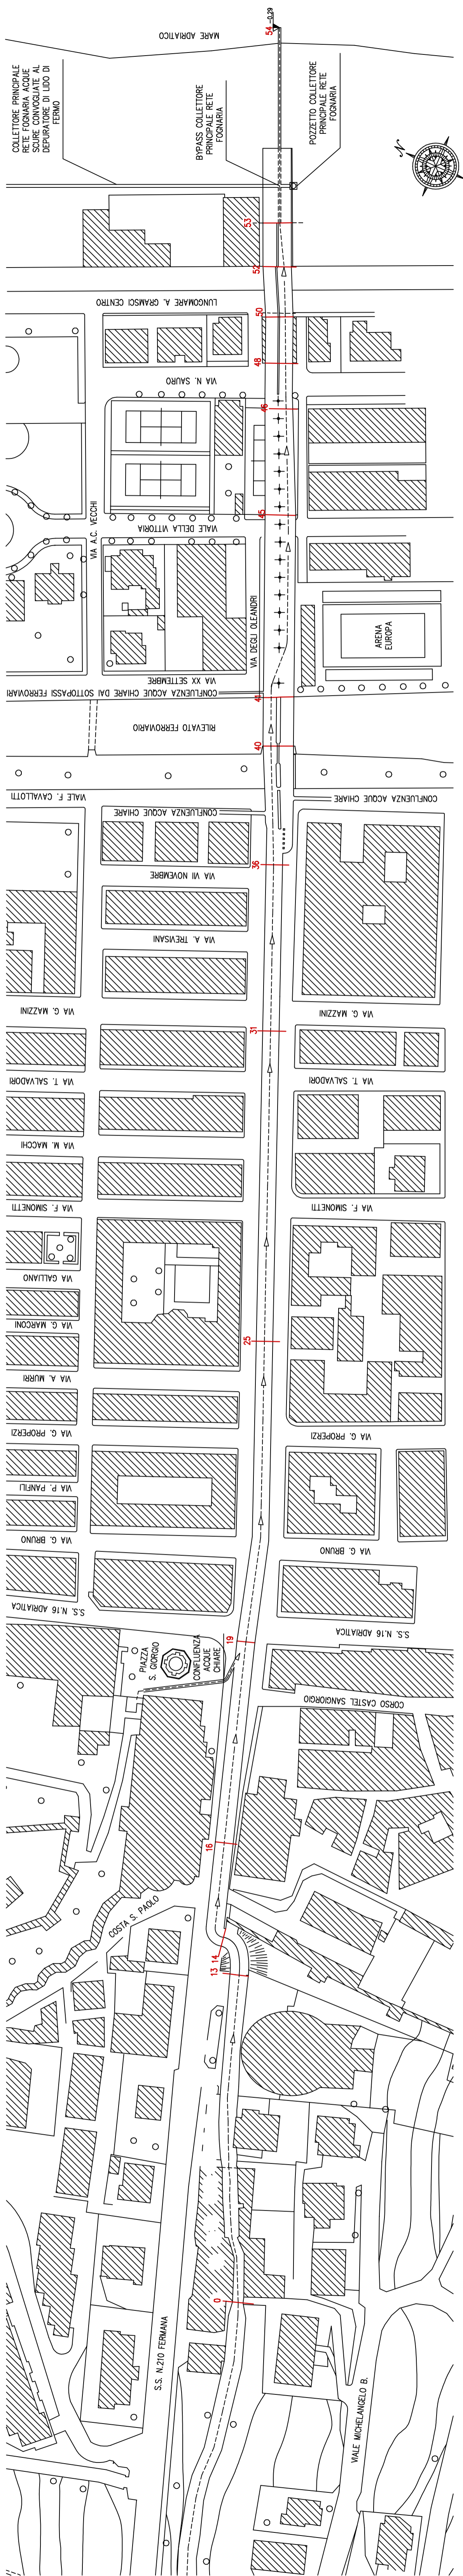 MARE ADRIATICO
54 -0.29
COLLETTORE PRINCIPALE
RETE FOGNARIA ACQUE
SCURE CONVOGLIATE AL
DEPURATORE DI LIDO DI
FERMO
BYPASS COLLETTORE
PRINCIPALE RETE
FOGNARIA
POZZETTO COLLETTORE
PRINCIPALE RETE
FOGNARIA
N
53
52
LUNGOMARE A. GRAMSCI CENTRO
50
48
VIA N. SAURO
46
45
VIALE DELLA VITTORIA
VIA A.C. VECCHI
VIA DEGLI OLEANDRI
ARENA
EUROPA
VIA XX SETTEMBRE
CONFLUENZA ACQUE CHIARE DAI SOTTOPASSI FERROVIARI
41
RILEVATO FERROVIARIO
40
VIALE F. CAVALLOTTI
CONFLUENZA ACQUE CHIARE
CONFLUENZA ACQUE CHIARE
36
VIA VII NOVEMBRE
VIA A. TREVISANI
VIA G. MAZZINI
VIA G. MAZZINI
31
VIA T. SALVADORI
VIA T. SALVADORI
VIA M. MACCHI
VIA F. SIMONETTI
VIA F. SIMONETTI
VIA GALLIANO
VIA G. MARCONI
25
VIA A. MURRI
VIA G. PROPERZI
VIA G. PROPERZI
VIA P. PANFILI
VIA G. BRUNO
VIA G. BRUNO
S.S. N.16 ADRIATICA
S.S. N.16 ADRIATICA
19
PIAZZA
S. GIORGIO
CONFLUENZA
ACQUE
CHIARE
CORSO CASTEL SANGIORGIO
16
COSTA S. PAOLO
14
13
0
S.S. N.210 FERMANA
VIALE MICHELANGELO B.